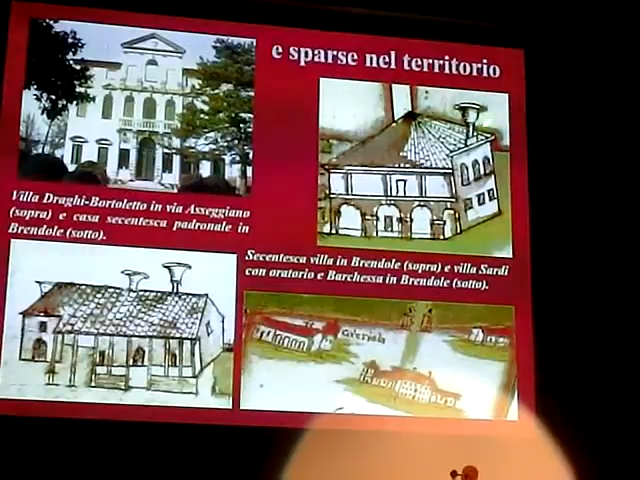 e sparse nel territorio
Villa Draghi-Bortoletto in via Asseggiano
(sopra) e casa secentesca padronale in
Brendole (sotto).
Secentesca villa in Brendole (sopra) e villa Sardi
con oratorio e Barchessa in Brendole (sotto).